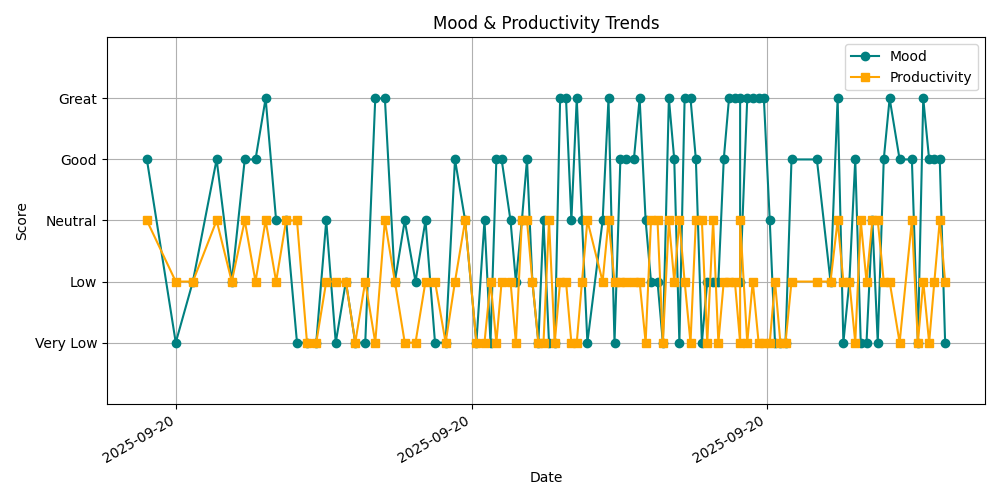 Mood & Productivity Trends
Mood
Productivity
Great
Good
Neutral
Low
Very Low
Score
2025-09-20
2025-09-20
2025-09-20
Date